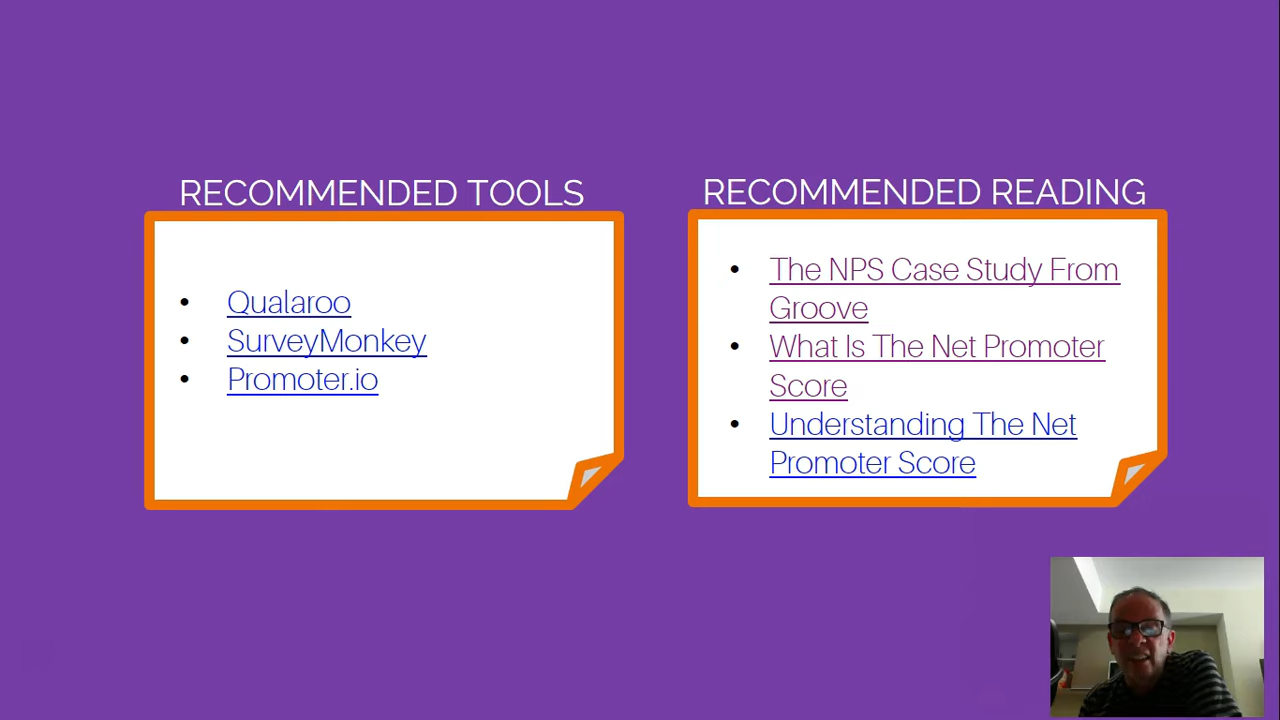 RECOMMENDED TOOLS
Qualaroo
SurveyMonkey
Promoter.io
RECOMMENDED READING
The NPS Case Study From
Groove
What Is The Net Promoter
Score
Understanding The Net
Promoter Score